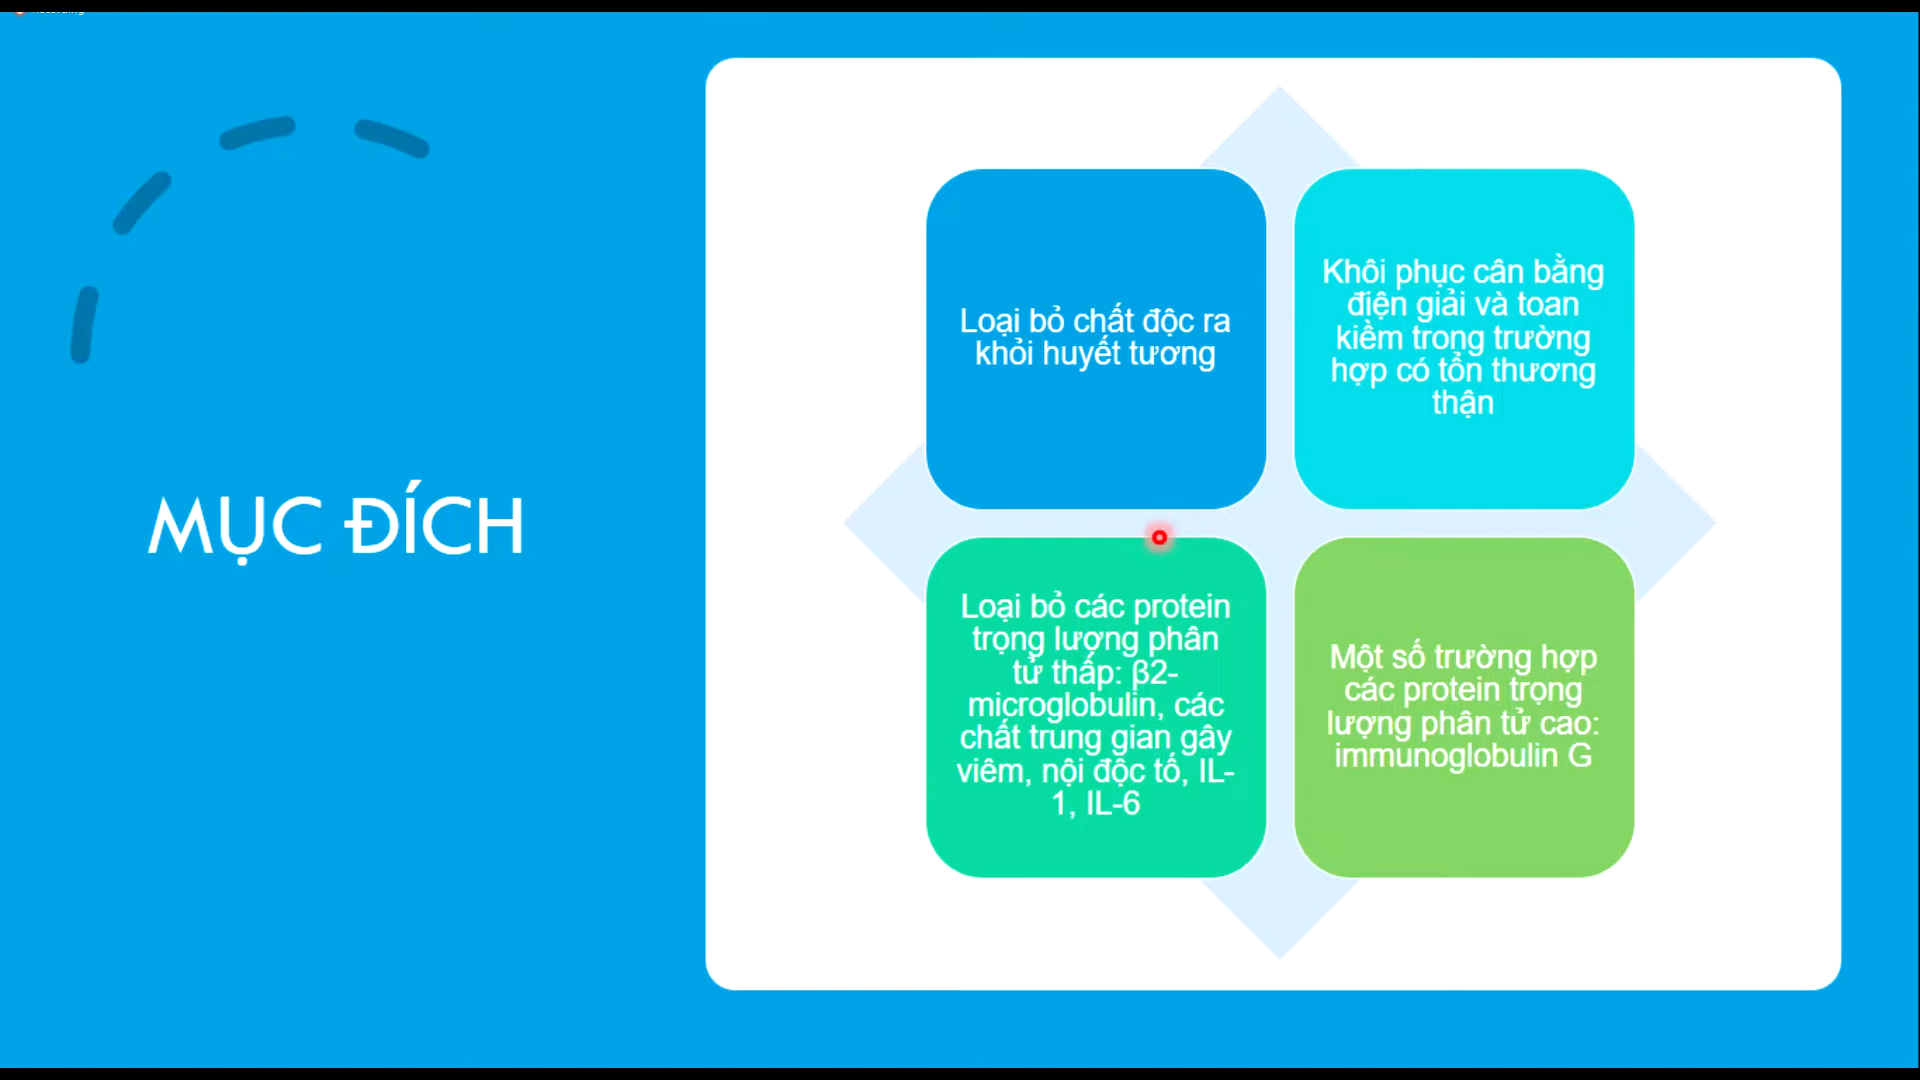 MỤC ĐÍCH
Loại bỏ chất độc ra
khỏi huyết tương
Khôi phục cân bằng
điện giải và toan
kiềm trong trường
hợp có tổn thương
thận
Loại bỏ các protein
trọng lượng phân
tử thấp: β2-
microglobulin, các
chất trung gian gây
viêm, nội độc tố, IL-
1, IL-6
Một số trường hợp
các protein trọng
lượng phân tử cao:
immunoglobulin G